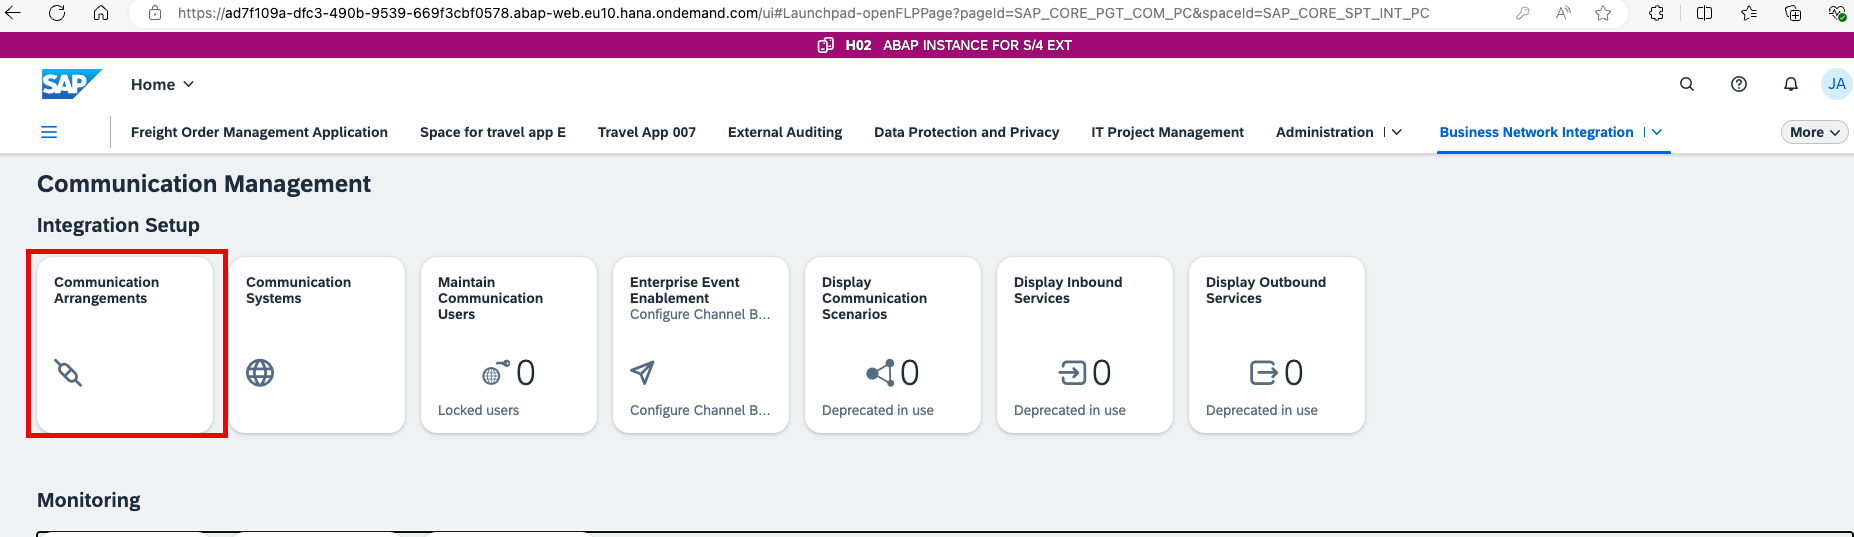 https://ad7f109a-dfc3-490b-9539-669f3cbf0578.abap-web.eu10.hana.ondemand.com/ui#Launchpad-openFLPPage?pageId=SAP_CORE_PGT_COM_PC&spaceId=SAP_CORE_SPT_INT_PC
H02 ABAP INSTANCE FOR S/4 EXT
SAP Home JA
Freight Order Management Application Space for travel app E Travel App 007 External Auditing Data Protection and Privacy IT Project Management Administration Business Network Integration More
Communication Management
Integration Setup
Communication
Arrangements
Communication
Systems
Maintain
Communication
Users
0
Locked users
Enterprise Event
Enablement
Configure Channel B...
Configure Channel B...
Display
Communication
Scenarios
0
Deprecated in use
Display Inbound
Services
0
Deprecated in use
Display Outbound
Services
0
Deprecated in use
Monitoring